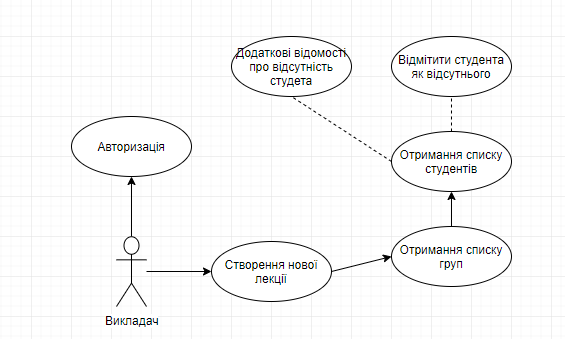 Додаткові відомості
про відсутність
студета
Відмітити студента
як відсутнього
Авторизація
Отримання списку
студентів
Створення нової
лекції
Отримання списку
груп
Викладач